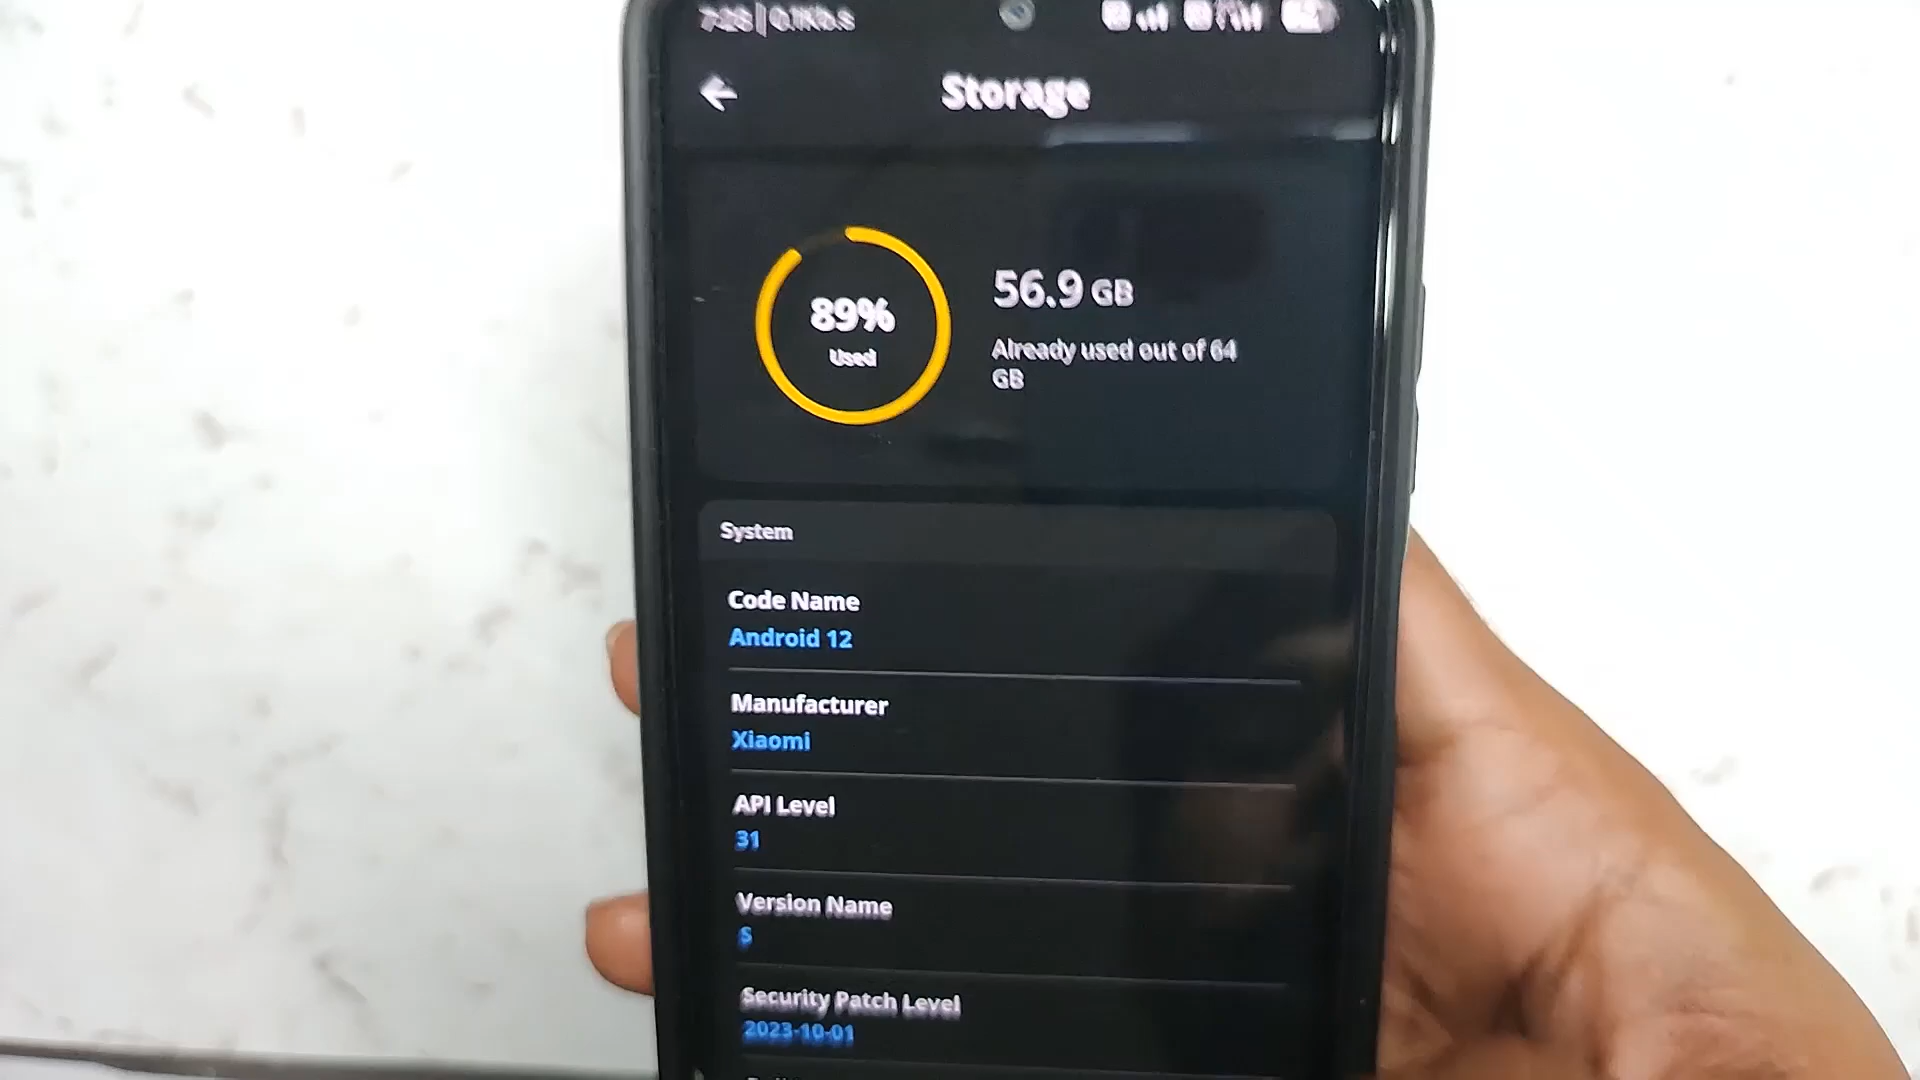 Storage
89%
Used
56.9 GB
Already used out of 64
GB
System
Code Name
Android 12
Manufacturer
Xiaomi
API Level
31
Version Name
S
Security Patch Level
2023-10-01